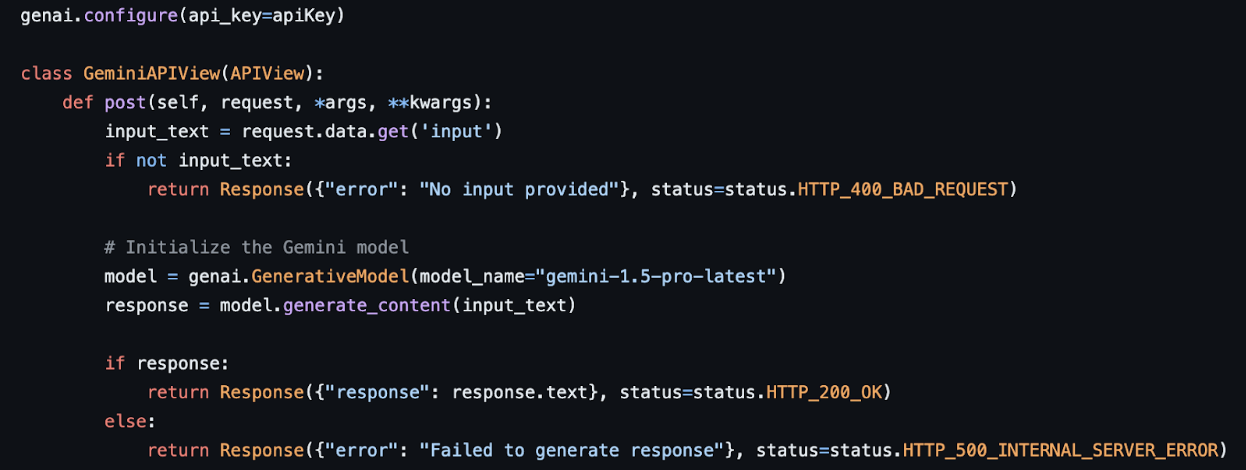 genai.configure(api_key=apiKey)
class GeminiAPIView(APIView):
def post(self, request, *args, **kwargs):
input_text = request.data.get('input')
if not input_text:
return Response({"error": "No input provided"}, status=status.HTTP_400_BAD_REQUEST)
# Initialize the Gemini model
model = genai.GenerativeModel(model_name="gemini-1.5-pro-latest")
response = model.generate_content(input_text)
if response:
return Response({"response": response.text}, status=status.HTTP_200_OK)
else:
return Response({"error": "Failed to generate response"}, status=status.HTTP_500_INTERNAL_SERVER_ERROR)